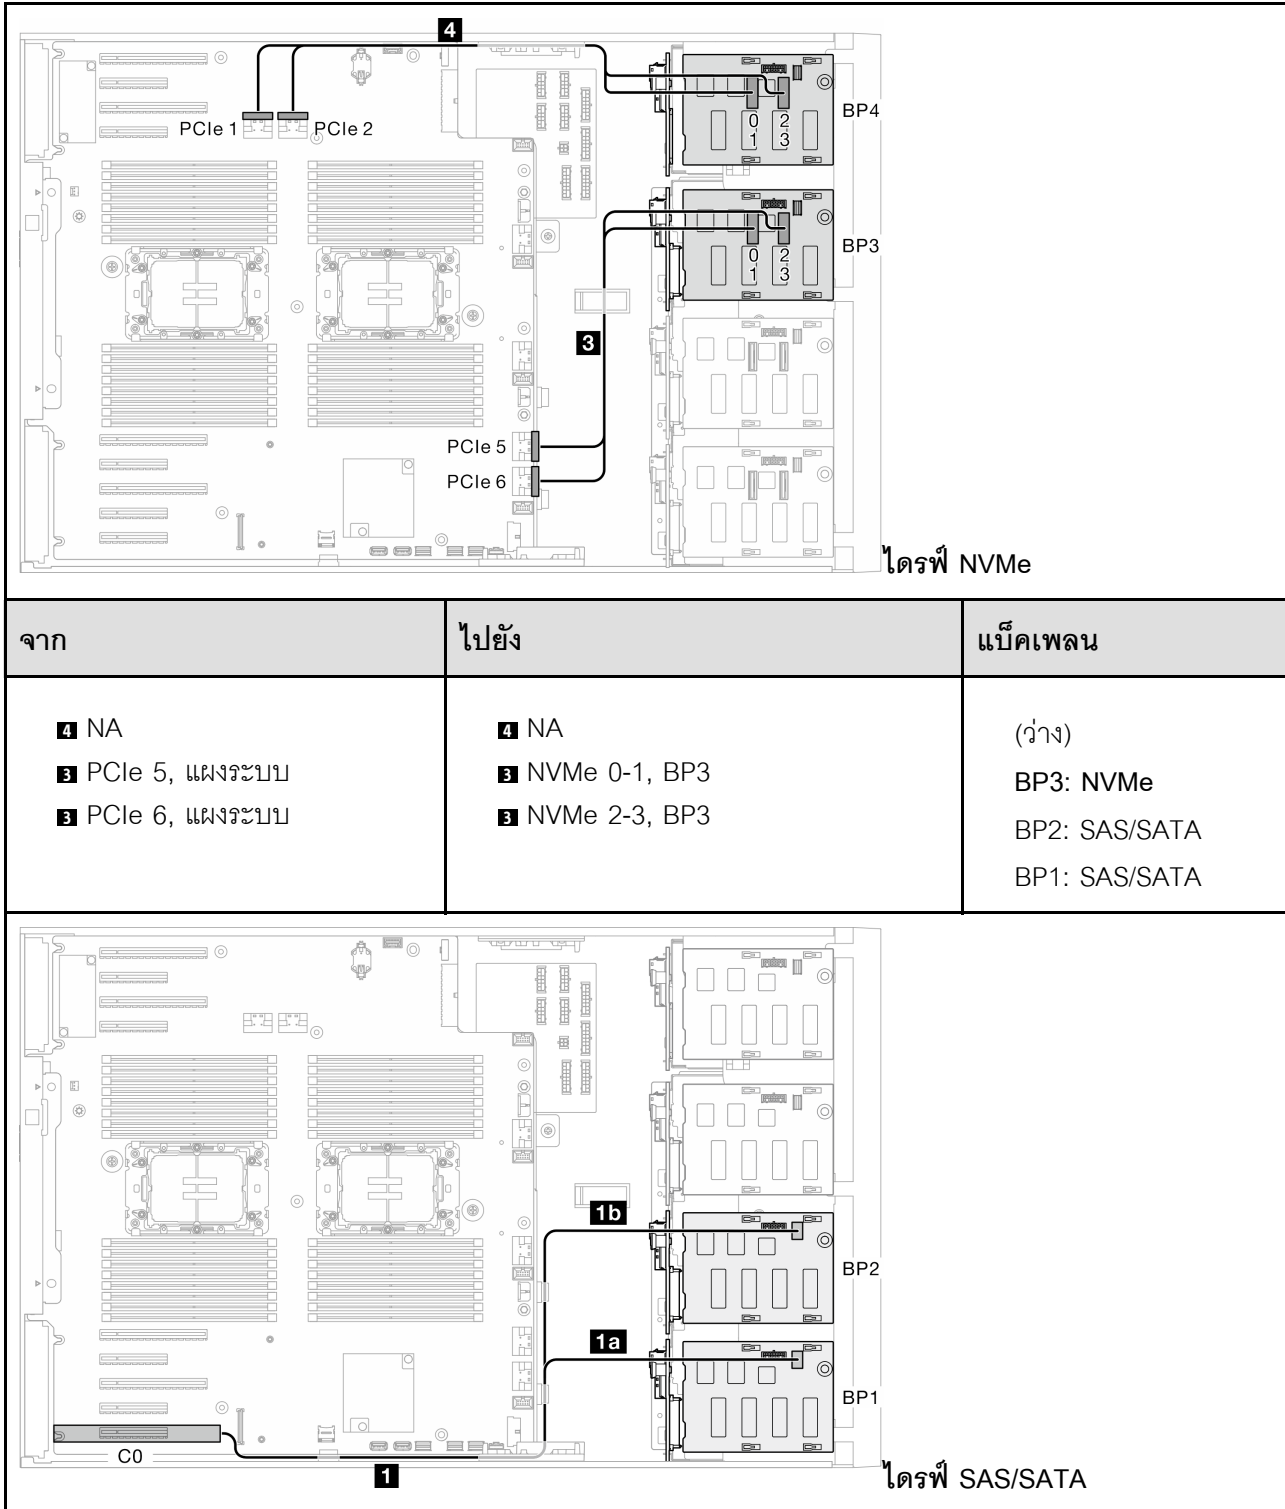 4
PCIe 1
PCIe 2
0 2
1 3
BP4
0 2
1 3
BP3
3
PCIe 5
PCIe 6
ไดรฟ์ NVMe
จาก
ไปยัง
แบ็คเพลน
4 NA
3 PCIe 5, แผงระบบ
3 PCIe 6, แผงระบบ
4 NA
3 NVMe 0-1, BP3
3 NVMe 2-3, BP3
(ว่าง)
BP3: NVMe
BP2: SAS/SATA
BP1: SAS/SATA
1b
BP2
1a
BP1
C0
1
ไดรฟ์ SAS/SATA